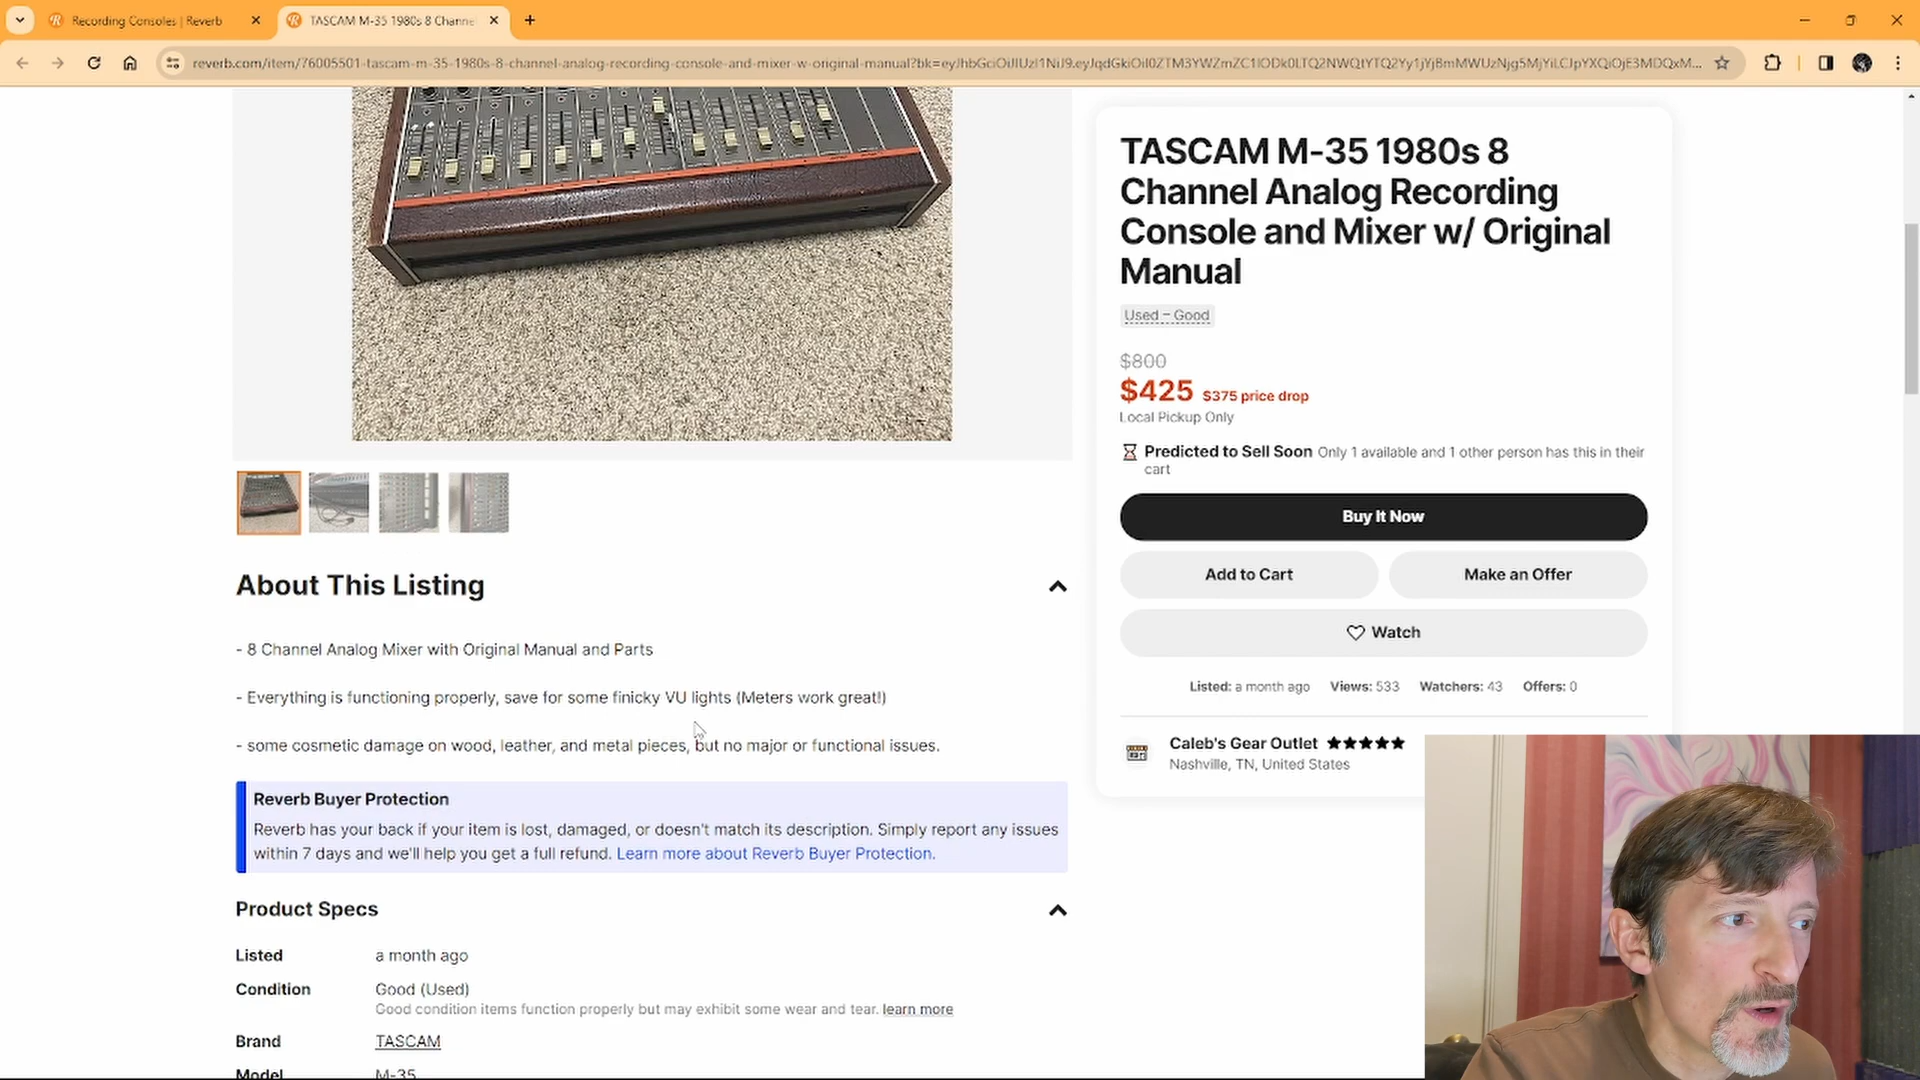 Recording Consoles | Reverb
TASCAM M-35 1980s 8 Channe
TASCAM M-35 1980s 8
Channel Analog Recording
Console and Mixer w/ Original
Manual
Used – Good
$800
$425 $375 price drop
Local Pickup Only
Predicted to Sell Soon Only 1 available and 1 other person has this in their
cart
Buy It Now
Add to Cart
Make an Offer
Watch
Listed: a month ago Views: 533 Watchers: 43 Offers: 0
Caleb's Gear Outlet ★★★★★
Nashville, TN, United States
About This Listing
- 8 Channel Analog Mixer with Original Manual and Parts
- Everything is functioning properly, save for some finicky VU lights (Meters work great!)
- some cosmetic damage on wood, leather, and metal pieces, but no major or functional issues.
Reverb Buyer Protection
Reverb has your back if your item is lost, damaged, or doesn't match its description. Simply report any issues
within 7 days and we'll help you get a full refund. Learn more about Reverb Buyer Protection.
Product Specs
Listed a month ago
Condition Good (Used)
Good condition items function properly but may exhibit some wear and tear. learn more
Brand TASCAM
Model M-35